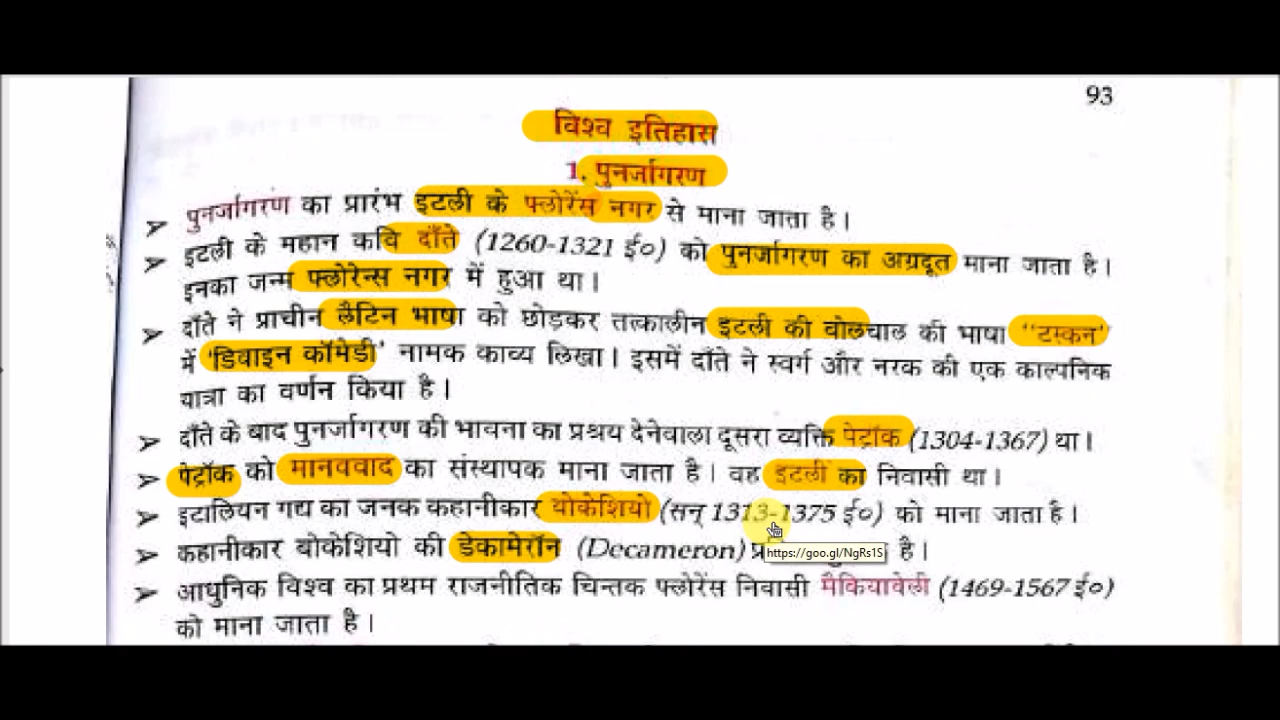 93
विश्व इतिहास
1. पुनर्जागरण
पुनर्जागरण का प्रारंभ इटली के फ्लोरेंस नगर से माना जाता है।
इटली के महान कवि दाँते (1260-1321 ई०) को पुनर्जागरण का अग्रदूत माना जाता है।
इनका जन्म फ्लोरेन्स नगर में हुआ था।
दाँते ने प्राचीन लैटिन भाषा को छोड़कर तत्कालीन इटली की बोलचाल की भाषा ''टस्कन'
में 'डिवाइन कॉमेडी' नामक काव्य लिखा। इसमें दाँते ने स्वर्ग और नरक की एक काल्पनिक
यात्रा का वर्णन किया है।
दाँते के बाद पुनर्जागरण की भावना का प्रश्रय देनेवाला दूसरा व्यक्ति पेट्रॉक (1304-1367) था।
पेट्रॉक को मानववाद का संस्थापक माना जाता है। वह इटली का निवासी था।
इटालियन गद्य का जनक कहानीकार बोकेशियो (सन् 1313-1375 ई०) को माना जाता है।
कहानीकार बोकेशियो की डेकामेरॉन (Decameron) https://goo.gl/NgRs1S है।
आधुनिक विश्व का प्रथम राजनीतिक चिन्तक फ्लोरेंस निवासी मैकियावेली (1469-1567 ई०)
को माना जाता है।